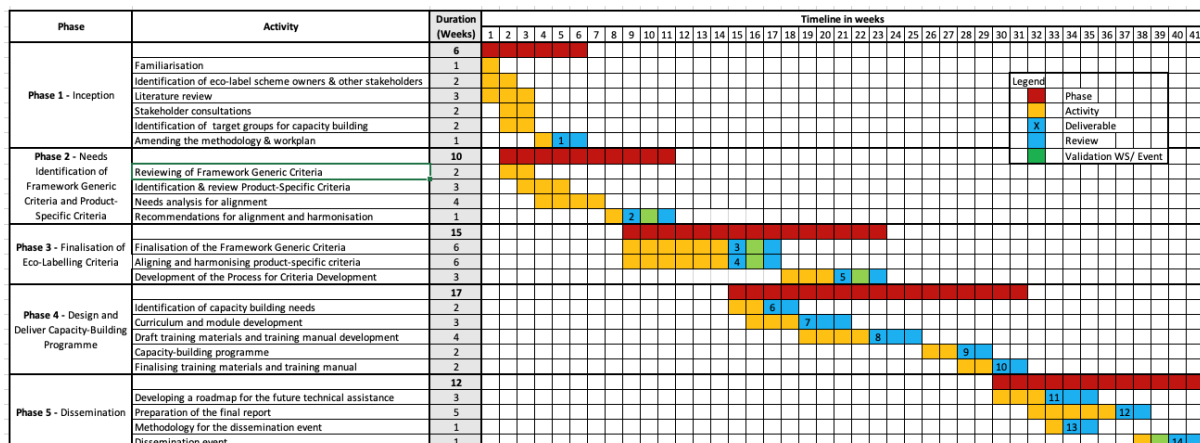 Phase Activity Duration (Weeks) Timeline in weeks
1 2 3 4 5 6 7 8 9 10 11 12 13 14 15 16 17 18 19 20 21 22 23 24 25 26 27 28 29 30 31 32 33 34 35 36 37 38 39 40 41
Phase 1 - Inception
6
Familiarisation 1
Identification of eco-label scheme owners & other stakeholders 2
Literature review 3
Stakeholder consultations 2
Identification of target groups for capacity building 2
Amending the methodology & workplan 1 1
Legend
Phase
Activity
X Deliverable
Review
Validation WS/ Event
Phase 2 - Needs
Identification of
Framework Generic
Criteria and Product-
Specific Criteria
10
Reviewing of Framework Generic Criteria 2
Identification & review Product-Specific Criteria 3
Needs analysis for alignment 4
Recommendations for alignment and harmonisation 1 2
Phase 3 - Finalisation of
Eco-Labelling Criteria
15
Finalisation of the Framework Generic Criteria 6 3
Aligning and harmonising product-specific criteria 6 4
Development of the Process for Criteria Development 3 5
Phase 4 - Design and
Deliver Capacity-Building
Programme
17
Identification of capacity building needs 2 6
Curriculum and module development 3 7
Draft training materials and training manual development 4 8
Capacity-building programme 2 9
Finalising training materials and training manual 2 10
Phase 5 - Dissemination
12
Developing a roadmap for the future technical assistance 3 11
Preparation of the final report 5 12
Methodology for the dissemination event 1 13
Dissemination event 1 14